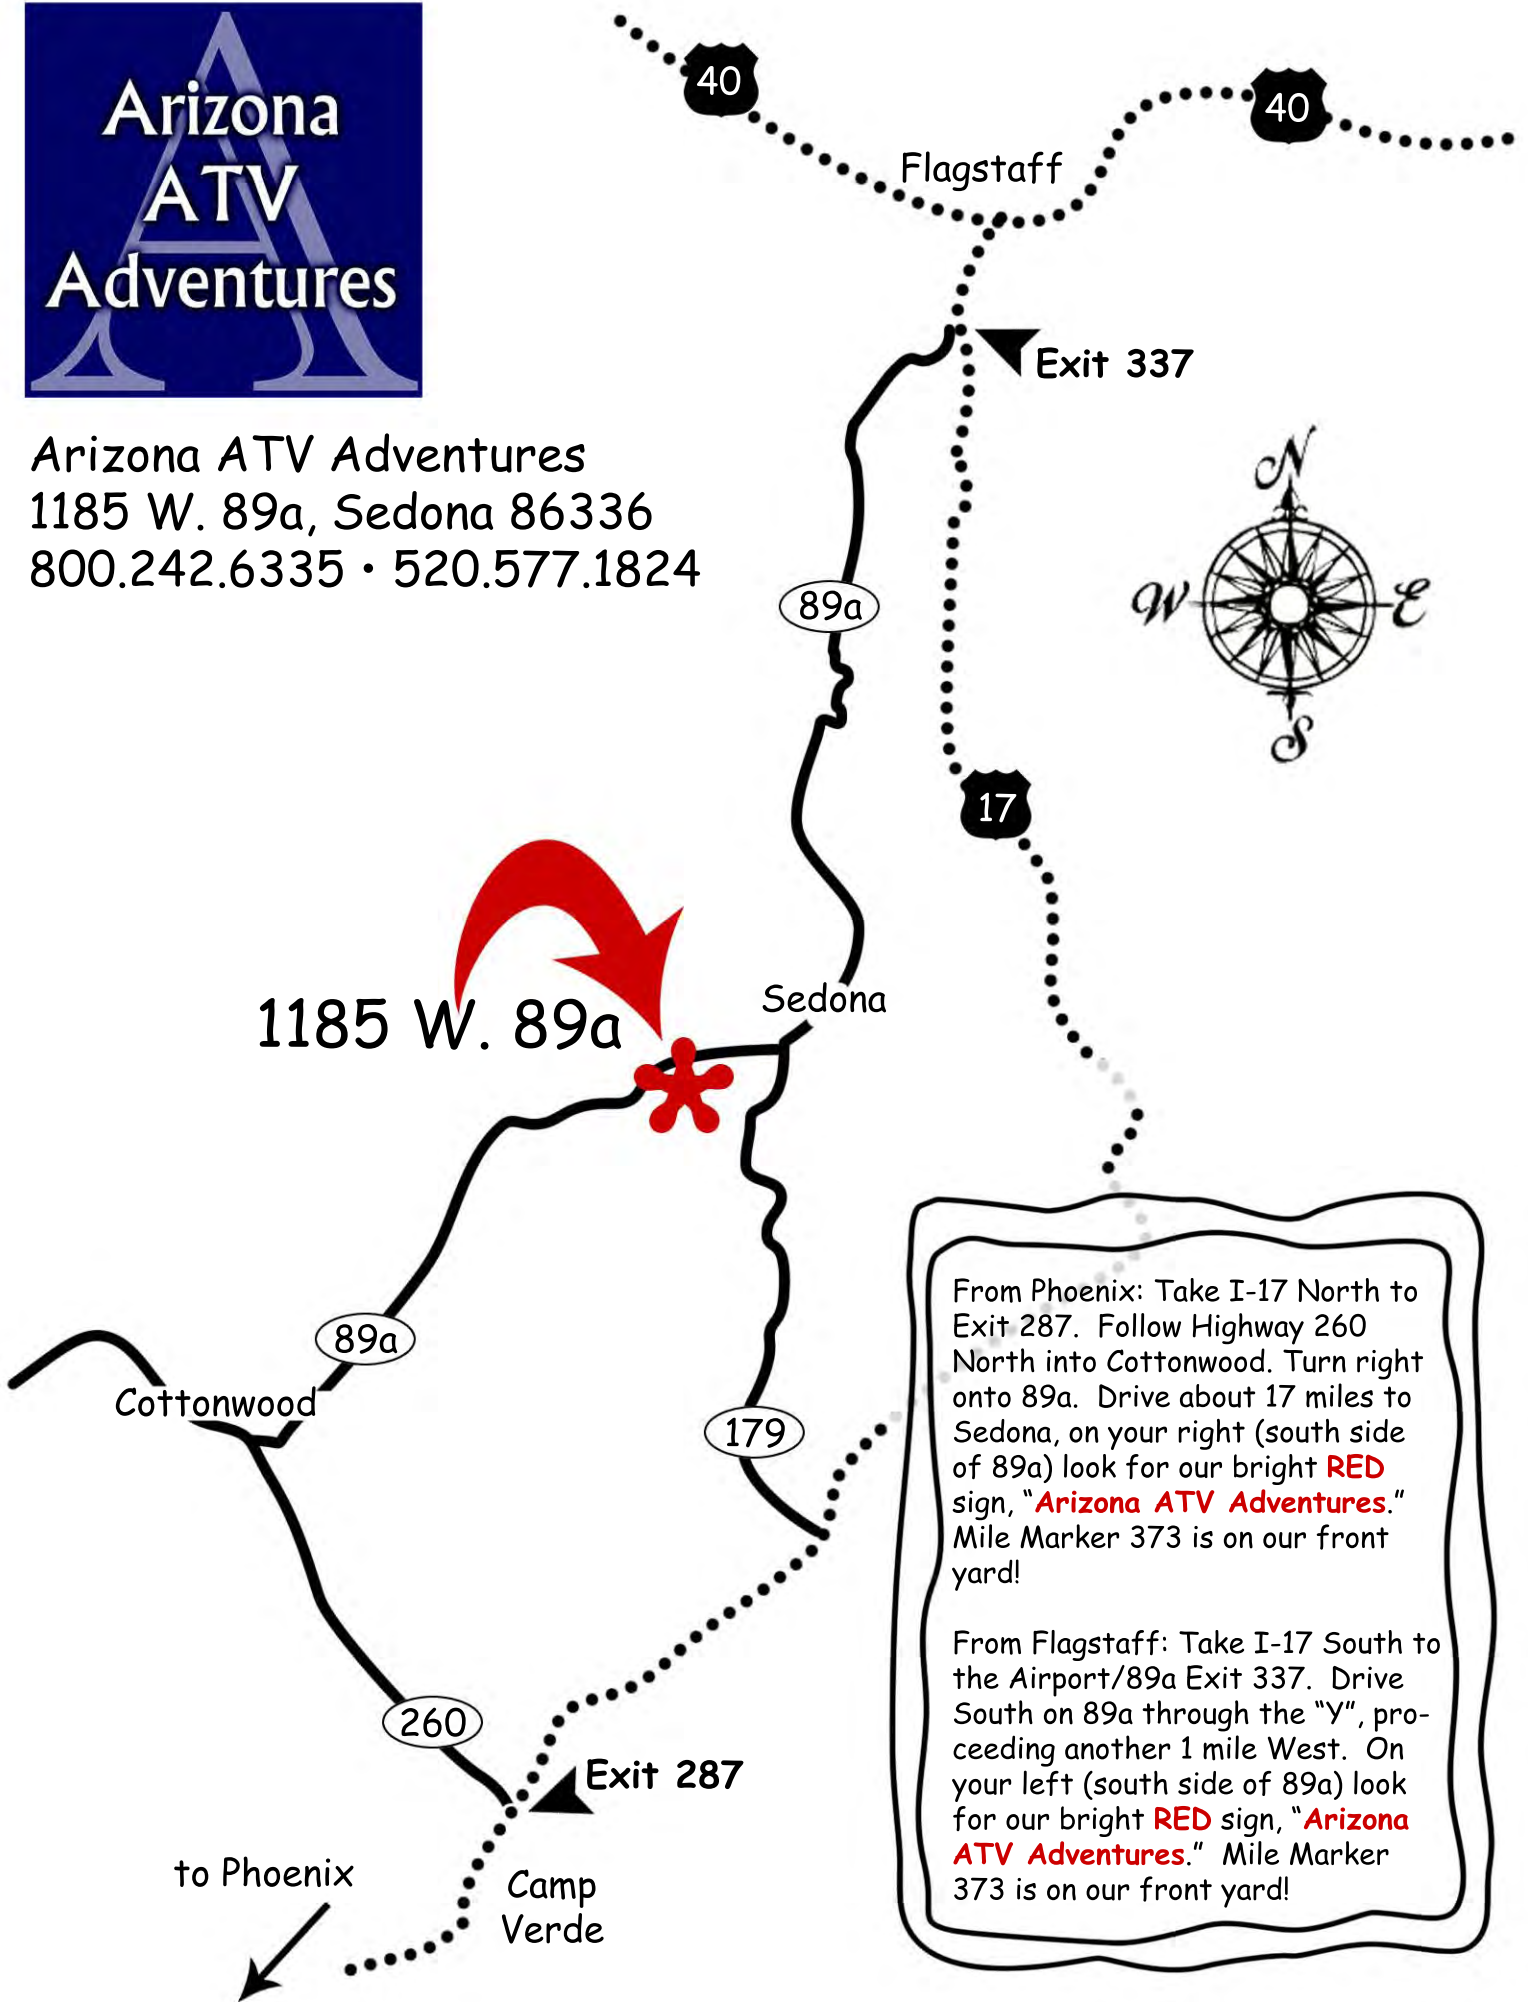 Arizona
ATV
Adventures
Arizona ATV Adventures
1185 W. 89a, Sedona 86336
800.242.6335 • 520.577.1824
40
40
Flagstaff
Exit 337
N
W
E
S
89a
17
Sedona
1185 W. 89a
89a
Cottonwood
179
260
Exit 287
to Phoenix
Camp
Verde
From Phoenix: Take I-17 North to
Exit 287.  Follow Highway 260
North into Cottonwood. Turn right
onto 89a.  Drive about 17 miles to
Sedona, on your right (south side
of 89a) look for our bright RED
sign, “Arizona ATV Adventures.”
Mile Marker 373 is on our front
yard!
From Flagstaff: Take I-17 South to
the Airport/89a Exit 337.  Drive
South on 89a through the “Y”, pro-
ceeding another 1 mile West.  On
your left (south side of 89a) look
for our bright RED sign, “Arizona
ATV Adventures.”  Mile Marker
373 is on our front yard!